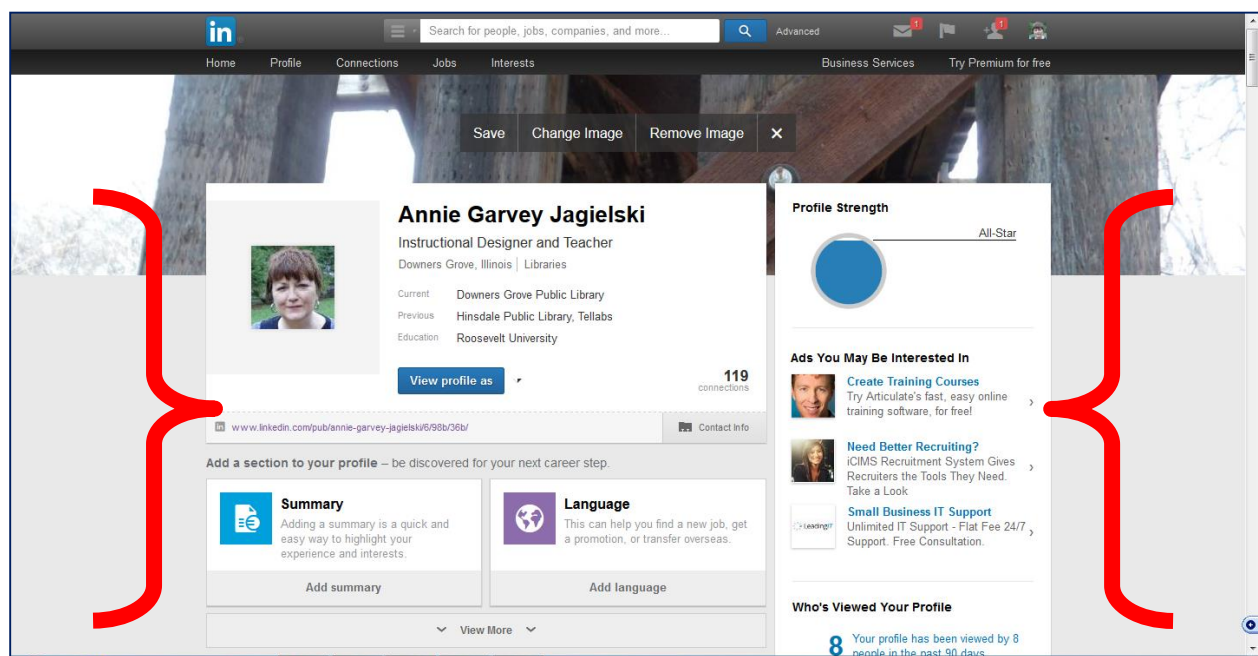 in
Search for people, jobs, companies, and more...
Advanced
1
1
Home Profile Connections Jobs Interests
Business Services Try Premium for free
Save Change Image Remove Image ×
Annie Garvey Jagielski
Instructional Designer and Teacher
Downers Grove, Illinois | Libraries
Current Downers Grove Public Library
Previous Hinsdale Public Library, Tellabs
Education Roosevelt University
View profile as
119
connections
in www.linkedin.com/pub/annie-garvey-jagielski/6/98b/36b/
Contact Info
Add a section to your profile – be discovered for your next career step.
Summary
Adding a summary is a quick and
easy way to highlight your
experience and interests.
Add summary
Language
This can help you find a new job, get
a promotion, or transfer overseas.
Add language
View More
Profile Strength
All-Star
Ads You May Be Interested In
Create Training Courses
Try Articulate's fast, easy online
training software, for free!
Need Better Recruiting?
iCIMS Recruitment System Gives
Recruiters the Tools They Need.
Take a Look
LeadingIT
Small Business IT Support
Unlimited IT Support - Flat Fee 24/7
Support. Free Consultation.
Who's Viewed Your Profile
8
Your profile has been viewed by 8
people in the past 90 days